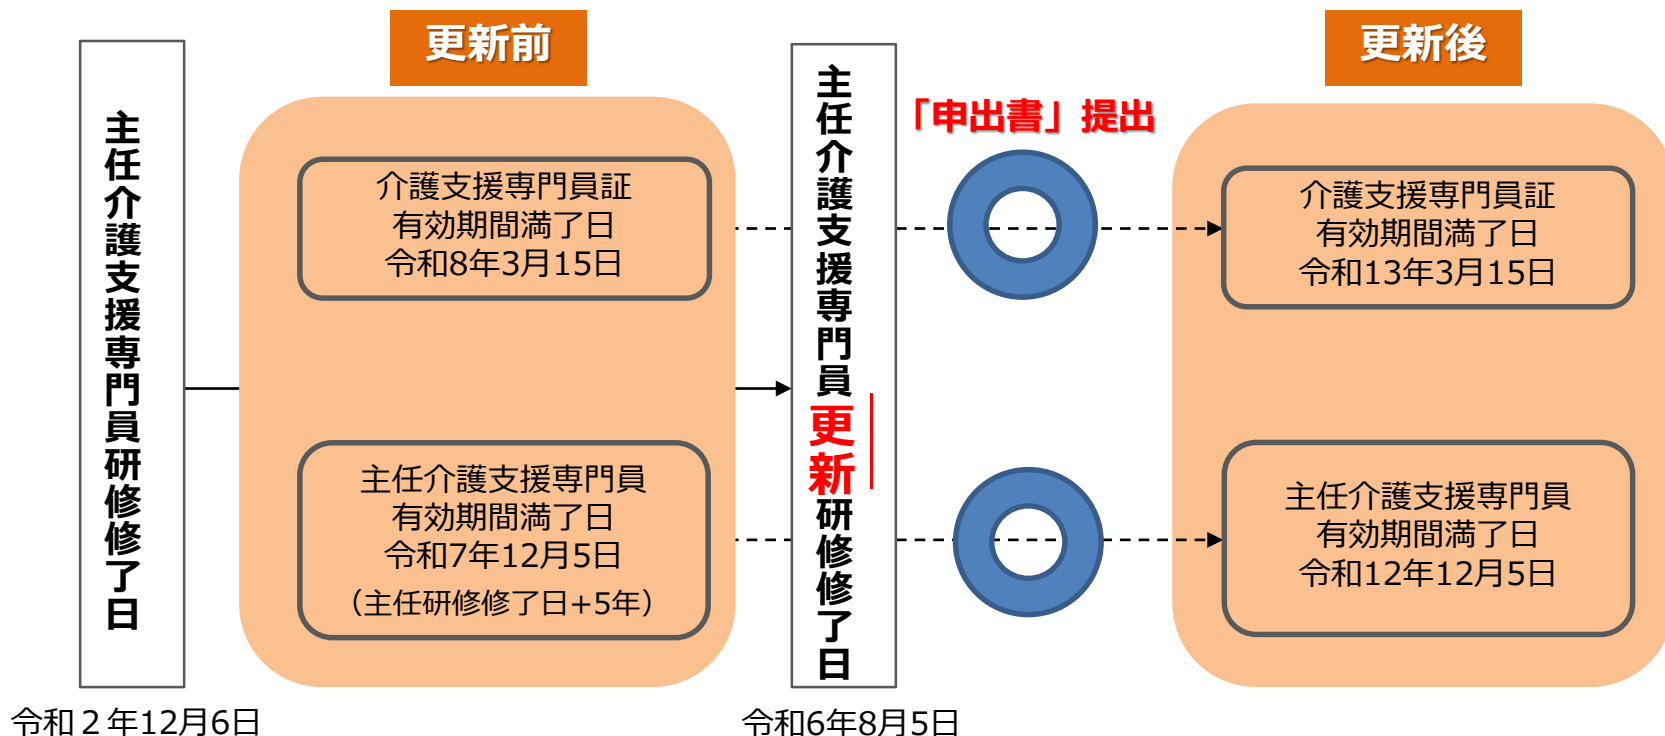 更新前
更新後
主任介護支援専門員研修修了日
介護支援専門員証
有効期間満了日
令和8年3月15日
主任介護支援専門員
有効期間満了日
令和7年12月5日
（主任研修修了日+5年）
主任介護支援専門員更新研修修了日
「申出書」提出
介護支援専門員証
有効期間満了日
令和13年3月15日
主任介護支援専門員
有効期間満了日
令和12年12月5日
令和２年12月6日
令和6年8月5日